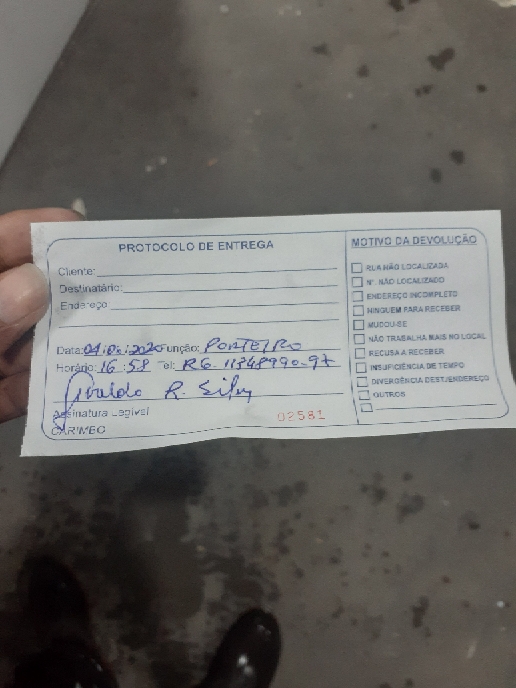 PROTOCOLO DE ENTREGA
Cliente:
Destinatário:
Endereço:
Data: 2020 Função: PORTEIRO
Horário: 16:58 Tel: RG. 11348990-97
Giraldo R. Silva
Assinatura Legível
CARIMBO
02581
MOTIVO DA DEVOLUÇÃO
RUA NÃO LOCALIZADA
Nº. NÃO LOCALIZADO
ENDEREÇO INCOMPLETO
NINGUEM PARA RECEBER
MUDOU-SE
NÃO TRABALHA MAIS NO LOCAL
RECUSA A RECEBER
INSUFICIÊNCIA DE TEMPO
DIVERGÊNCIA DEST./ENDEREÇO
OUTROS